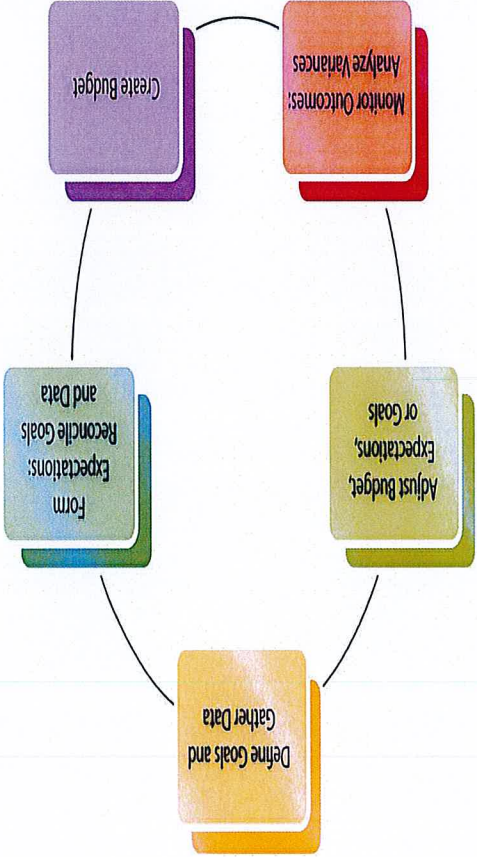 Define Goals and
Gather Data
Form
Expectations:
Reconcile Goals
and Data
Create Budget
Monitor Outcomes:
Analyze Variances
Adjust Budget,
Expectations,
or Goals